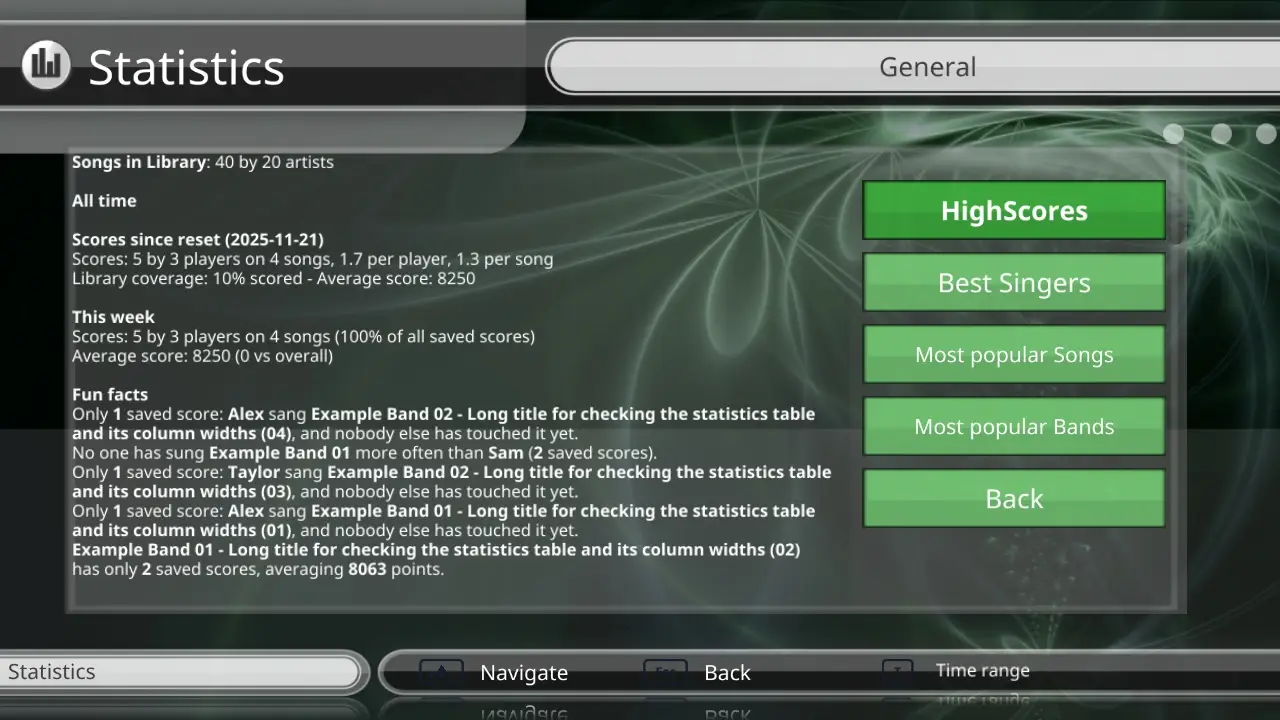 Statistics
General
Songs in Library: 40 by 20 artists
All time
Scores since reset (2025-11-21)
Scores: 5 by 3 players on 4 songs, 1.7 per player, 1.3 per song
Library coverage: 10% scored - Average score: 8250
This week
Scores: 5 by 3 players on 4 songs (100% of all saved scores)
Average score: 8250 (0 vs overall)
Fun facts
Only 1 saved score: Alex sang Example Band 02 - Long title for checking the statistics table
and its column widths (04), and nobody else has touched it yet.
No one has sung Example Band 01 more often than Sam (2 saved scores).
Only 1 saved score: Taylor sang Example Band 02 - Long title for checking the statistics table
and its column widths (03), and nobody else has touched it yet.
Only 1 saved score: Alex sang Example Band 01 - Long title for checking the statistics table
and its column widths (01), and nobody else has touched it yet.
Example Band 01 - Long title for checking the statistics table and its column widths (02)
has only 2 saved scores, averaging 8063 points.
HighScores
Best Singers
Most popular Songs
Most popular Bands
Back
Statistics
Navigate
Esc Back
T Time range